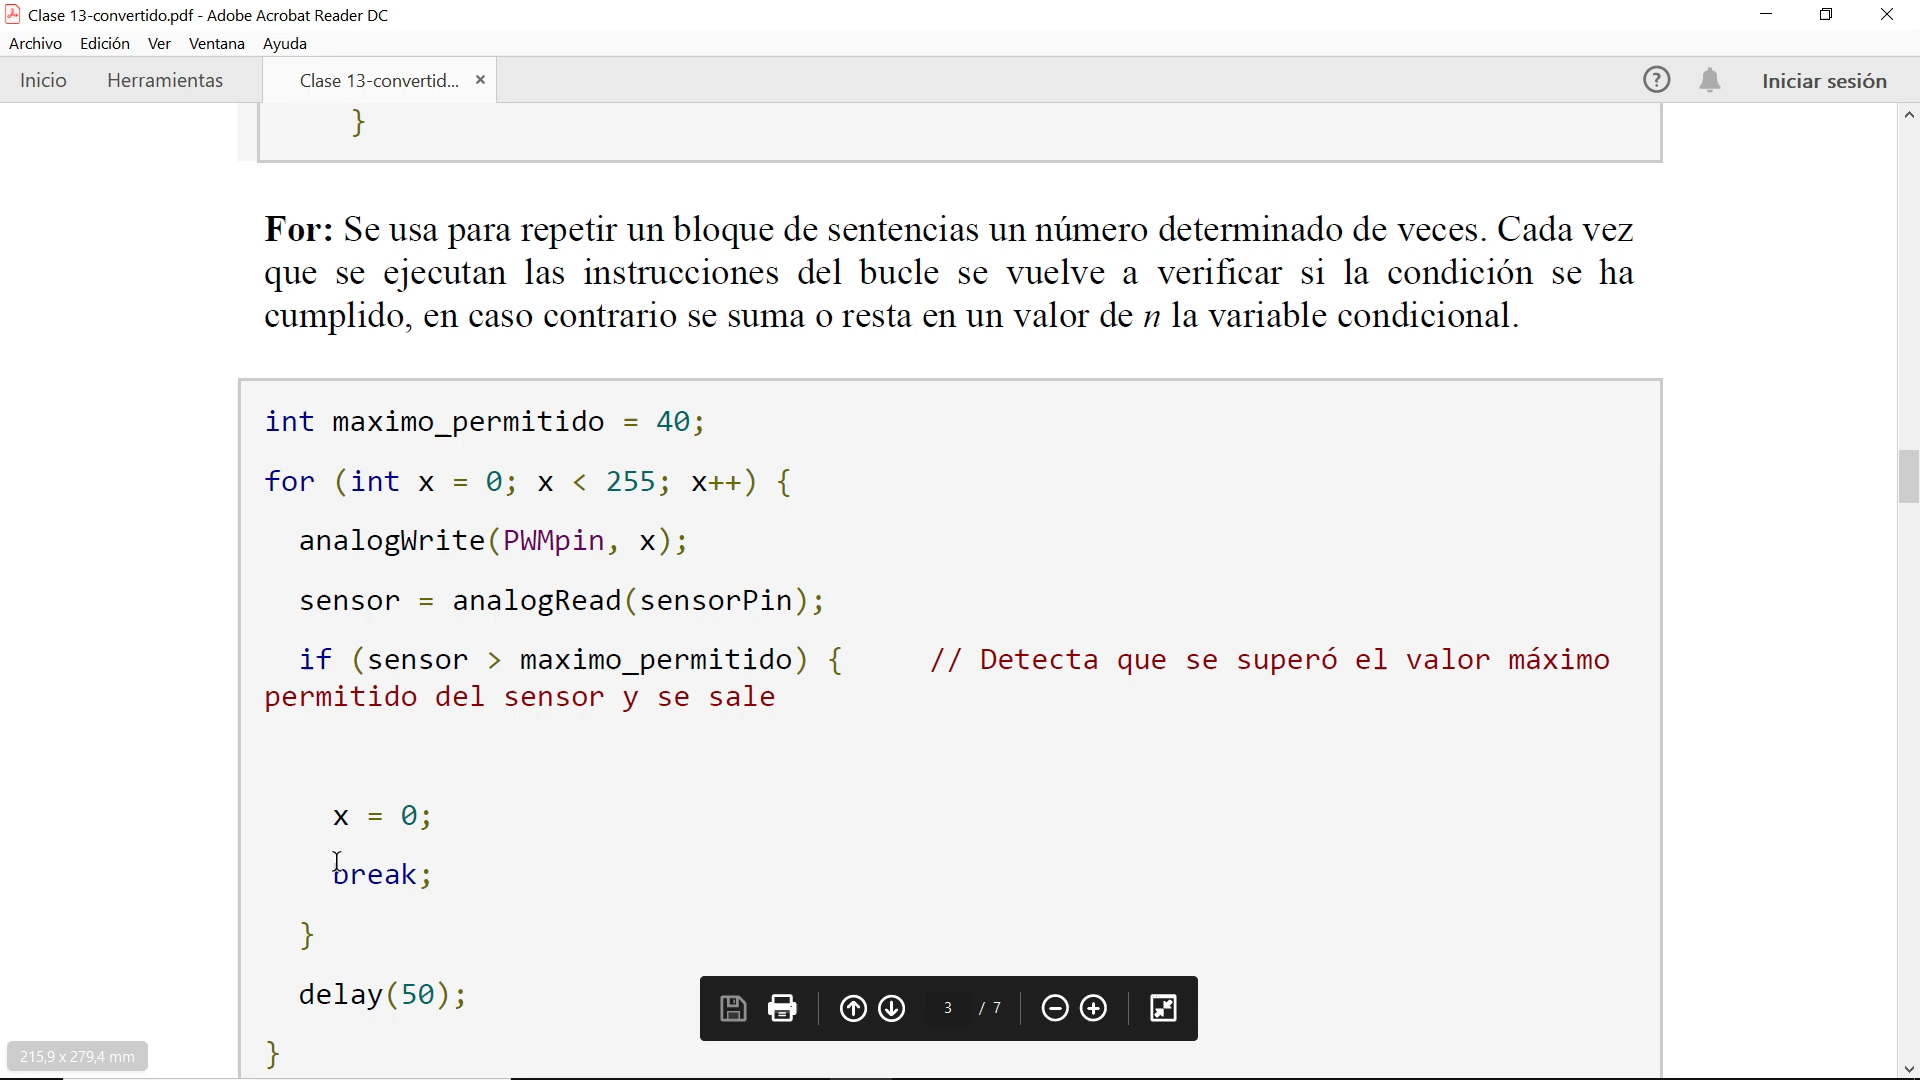 Clase 13-convertido.pdf - Adobe Acrobat Reader DC
Archivo Edición Ver Ventana Ayuda
Inicio Herramientas Clase 13-convertid... × ? Iniciar sesión
}
For: Se usa para repetir un bloque de sentencias un número determinado de veces. Cada vez
que se ejecutan las instrucciones del bucle se vuelve a verificar si la condición se ha
cumplido, en caso contrario se suma o resta en un valor de n la variable condicional.
int maximo_permitido = 40;
for (int x = 0; x < 255; x++) {
analogWrite(PWMpin, x);
sensor = analogRead(sensorPin);
if (sensor > maximo_permitido) { // Detecta que se superó el valor máximo
permitido del sensor y se sale
x = 0;
break;
}
delay(50);
3 / 7
215,9 x 279,4 mm
}